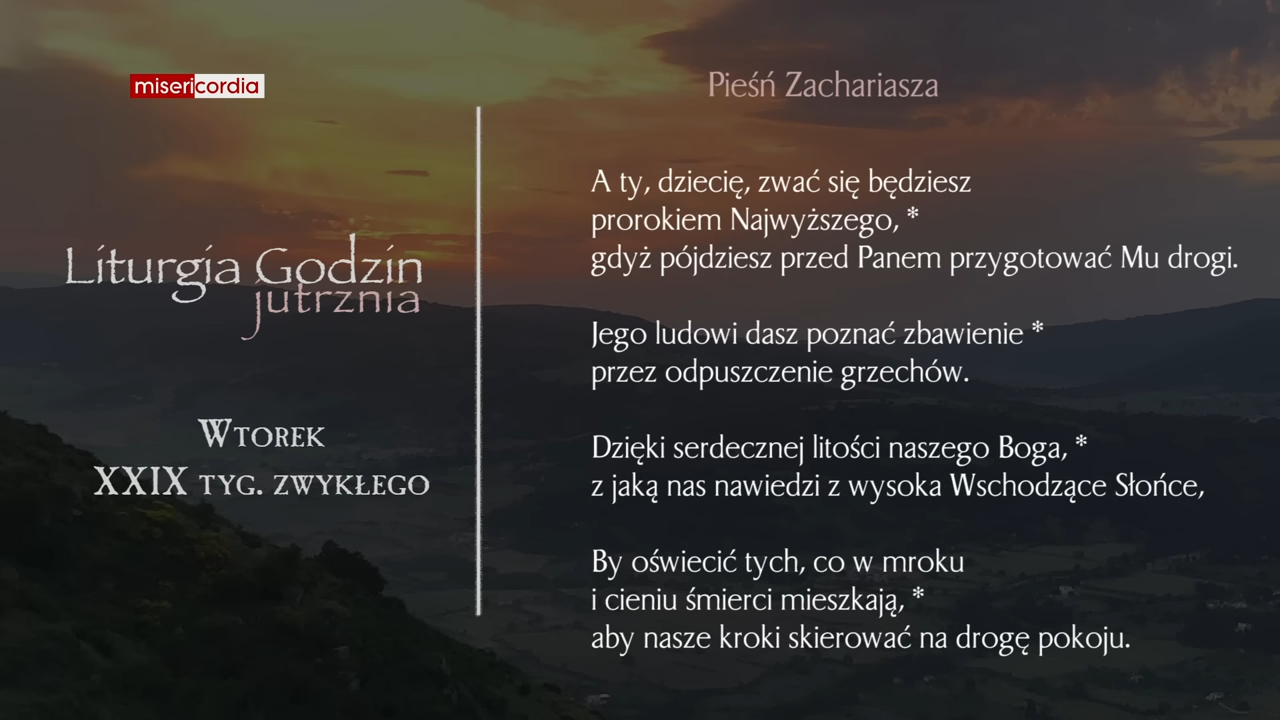 misericordia
Liturgia Godzin
jutrznia
Wtorek
XXIX tyg. zwykłego
Pieśń Zachariasza
A ty, dziecię, zwać się będziesz
prorokiem Najwyższego, *
gdyż pójdziesz przed Panem przygotować Mu drogi.
Jego ludowi dasz poznać zbawienie *
przez odpuszczenie grzechów.
Dzięki serdecznej litości naszego Boga, *
z jaką nas nawiedzi z wysoka Wschodzące Słońce,
By oświecić tych, co w mroku
i cieniu śmierci mieszkają, *
aby nasze kroki skierować na drogę pokoju.